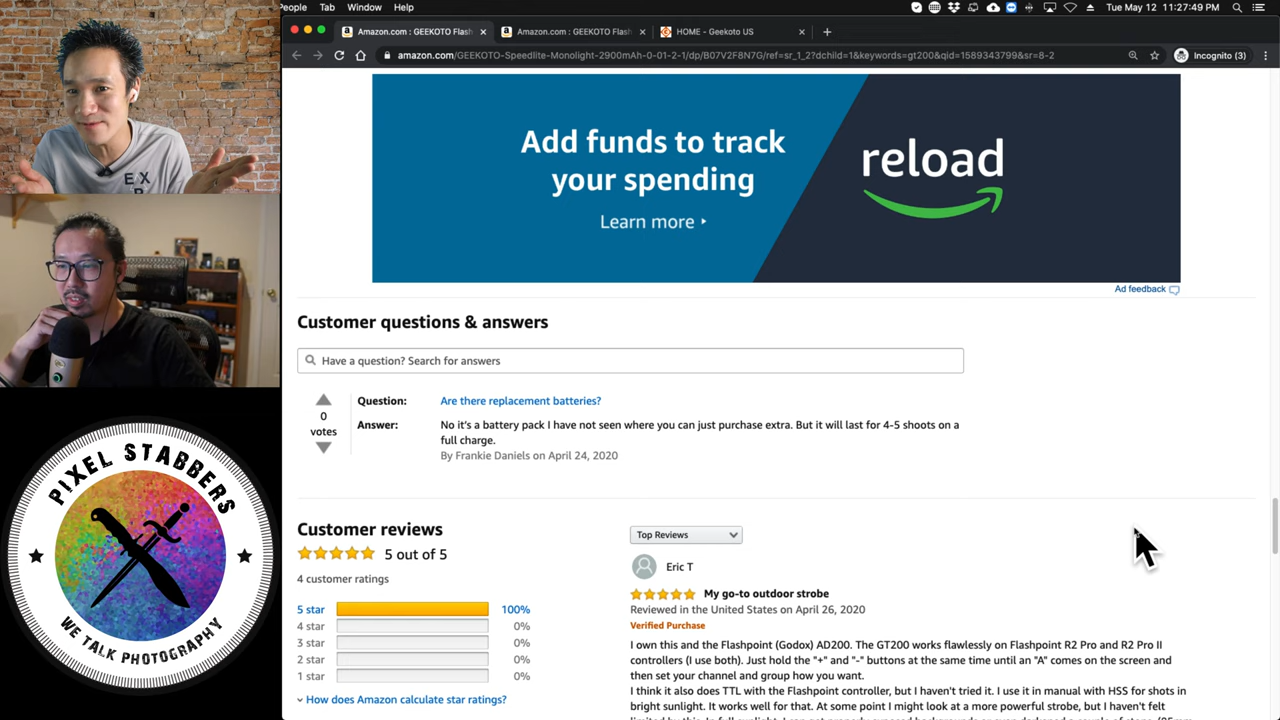 People Tab Window Help
Tue May 12 11:27:49 PM
Amazon.com : GEEKOTO Flash
Amazon.com : GEEKOTO Flash
HOME - Geekoto US
amazon.com/GEEKOTO-Speedlite-Monolight-2900mAh-0-01-2-1/dp/B07V2F8N7G/ref=sr_1_2?dchild=1&keywords=gt200&qid=1589343799&sr=8-2
Incognito (3)
Add funds to track
your spending
Learn more
reload
Ad feedback
Customer questions & answers
Have a question? Search for answers
0
votes
Question: Are there replacement batteries?
Answer: No it's a battery pack I have not seen where you can just purchase extra. But it will last for 4-5 shoots on a
full charge.
By Frankie Daniels on April 24, 2020
Customer reviews
5 out of 5
4 customer ratings
5 star 100%
4 star 0%
3 star 0%
2 star 0%
1 star 0%
How does Amazon calculate star ratings?
Top Reviews
Eric T
My go-to outdoor strobe
Reviewed in the United States on April 26, 2020
Verified Purchase
I own this and the Flashpoint (Godox) AD200. The GT200 works flawlessly on Flashpoint R2 Pro and R2 Pro II
controllers (I use both). Just hold the "+" and "-" buttons at the same time until an "A" comes on the screen and
then set your channel and group how you want.
I think it also does TTL with the Flashpoint controller, but I haven't tried it. I use it in manual with HSS for shots in
bright sunlight. It works well for that. At some point I might look at a more powerful strobe, but I haven't felt
EX
PIXEL STABBERS
WE TALK PHOTOGRAPHY